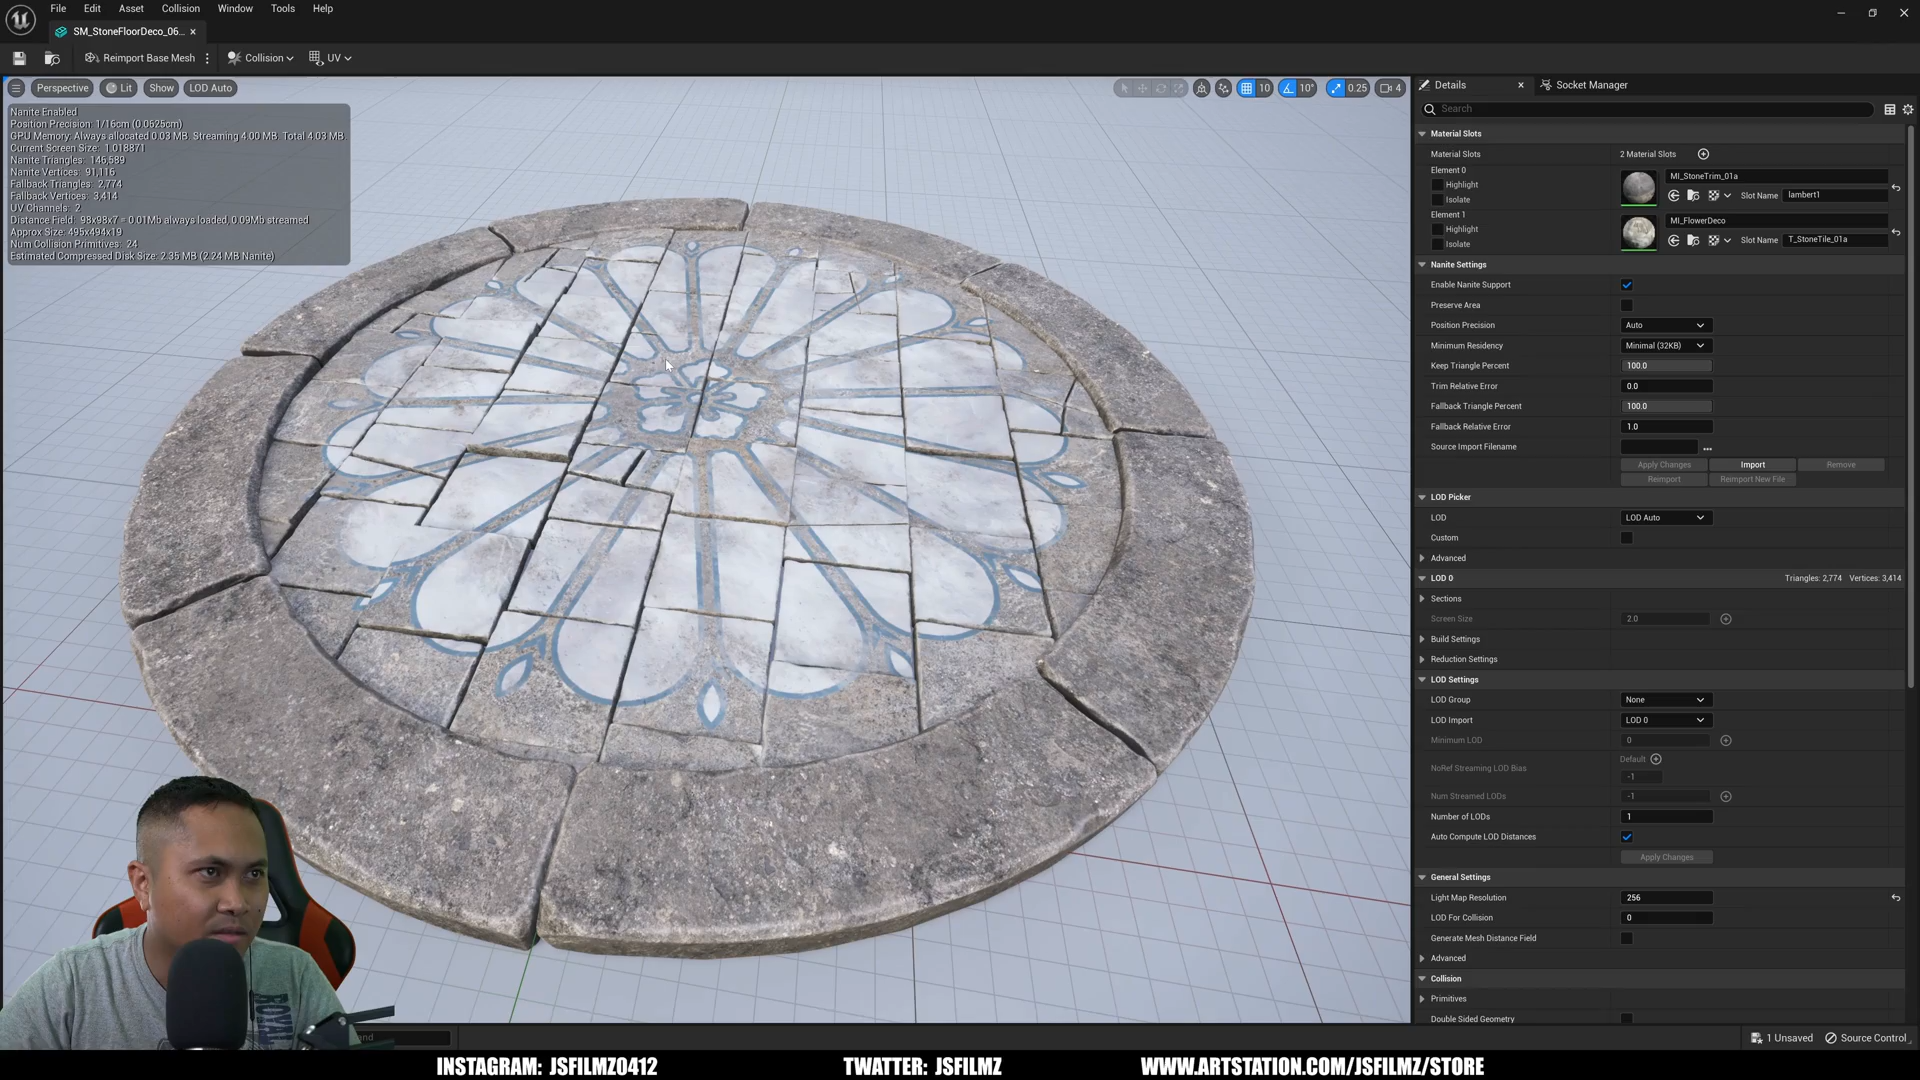 File Edit Asset Collision Window Tools Help
SM_StoneFloorDeco_06...
Reimport Base Mesh Collision UV
Perspective Lit Show LOD Auto 10 10° 0.25 4
Nanite Enabled
Position Precision: 1/16cm (0.0625cm)
GPU Memory: Always allocated 0.03 MB. Streaming 4.00 MB. Total 4.03 MB.
Current Screen Size: 1.018871
Nanite Triangles: 146,589
Nanite Vertices: 91,116
Fallback Triangles: 2,774
Fallback Vertices: 3,414
UV Channels: 2
Distance Field: 98x98x7 = 0.01Mb always loaded, 0.09Mb streamed
Approx Size: 495x494x19
Num Collision Primitives: 24
Estimated Compressed Disk Size: 2.35 MB (2.24 MB Nanite)
Details Socket Manager
Search
Material Slots
Material Slots 2 Material Slots
Element 0 MI_StoneTrim_01a
Highlight
Isolate Slot Name lambert1
Element 1 MI_FlowerDeco
Highlight
Isolate Slot Name T_StoneTile_01a
Nanite Settings
Enable Nanite Support
Preserve Area
Position Precision Auto
Minimum Residency Minimal (32KB)
Keep Triangle Percent 100.0
Trim Relative Error 0.0
Fallback Triangle Percent 100.0
Fallback Relative Error 1.0
Source Import Filename ...
Apply Changes Import Remove
Reimport Reimport New File
LOD Picker
LOD LOD Auto
Custom
Advanced
LOD 0 Triangles: 2,774 Vertices: 3,414
Sections
Screen Size 2.0
Build Settings
Reduction Settings
LOD Settings
LOD Group None
LOD Import LOD 0
Minimum LOD 0
Default
NoRef Streaming LOD Bias
-1
Num Streamed LODs -1
Number of LODs 1
Auto Compute LOD Distances
Apply Changes
General Settings
Light Map Resolution 256
LOD For Collision 0
Generate Mesh Distance Field
Advanced
Collision
Primitives
Double Sided Geometry
1 Unsaved Source Control
INSTAGRAM: JSFILMZ0412 TWATTER: JSFILMZ WWW.ARTSTATION.COM/JSFILMZ/STORE